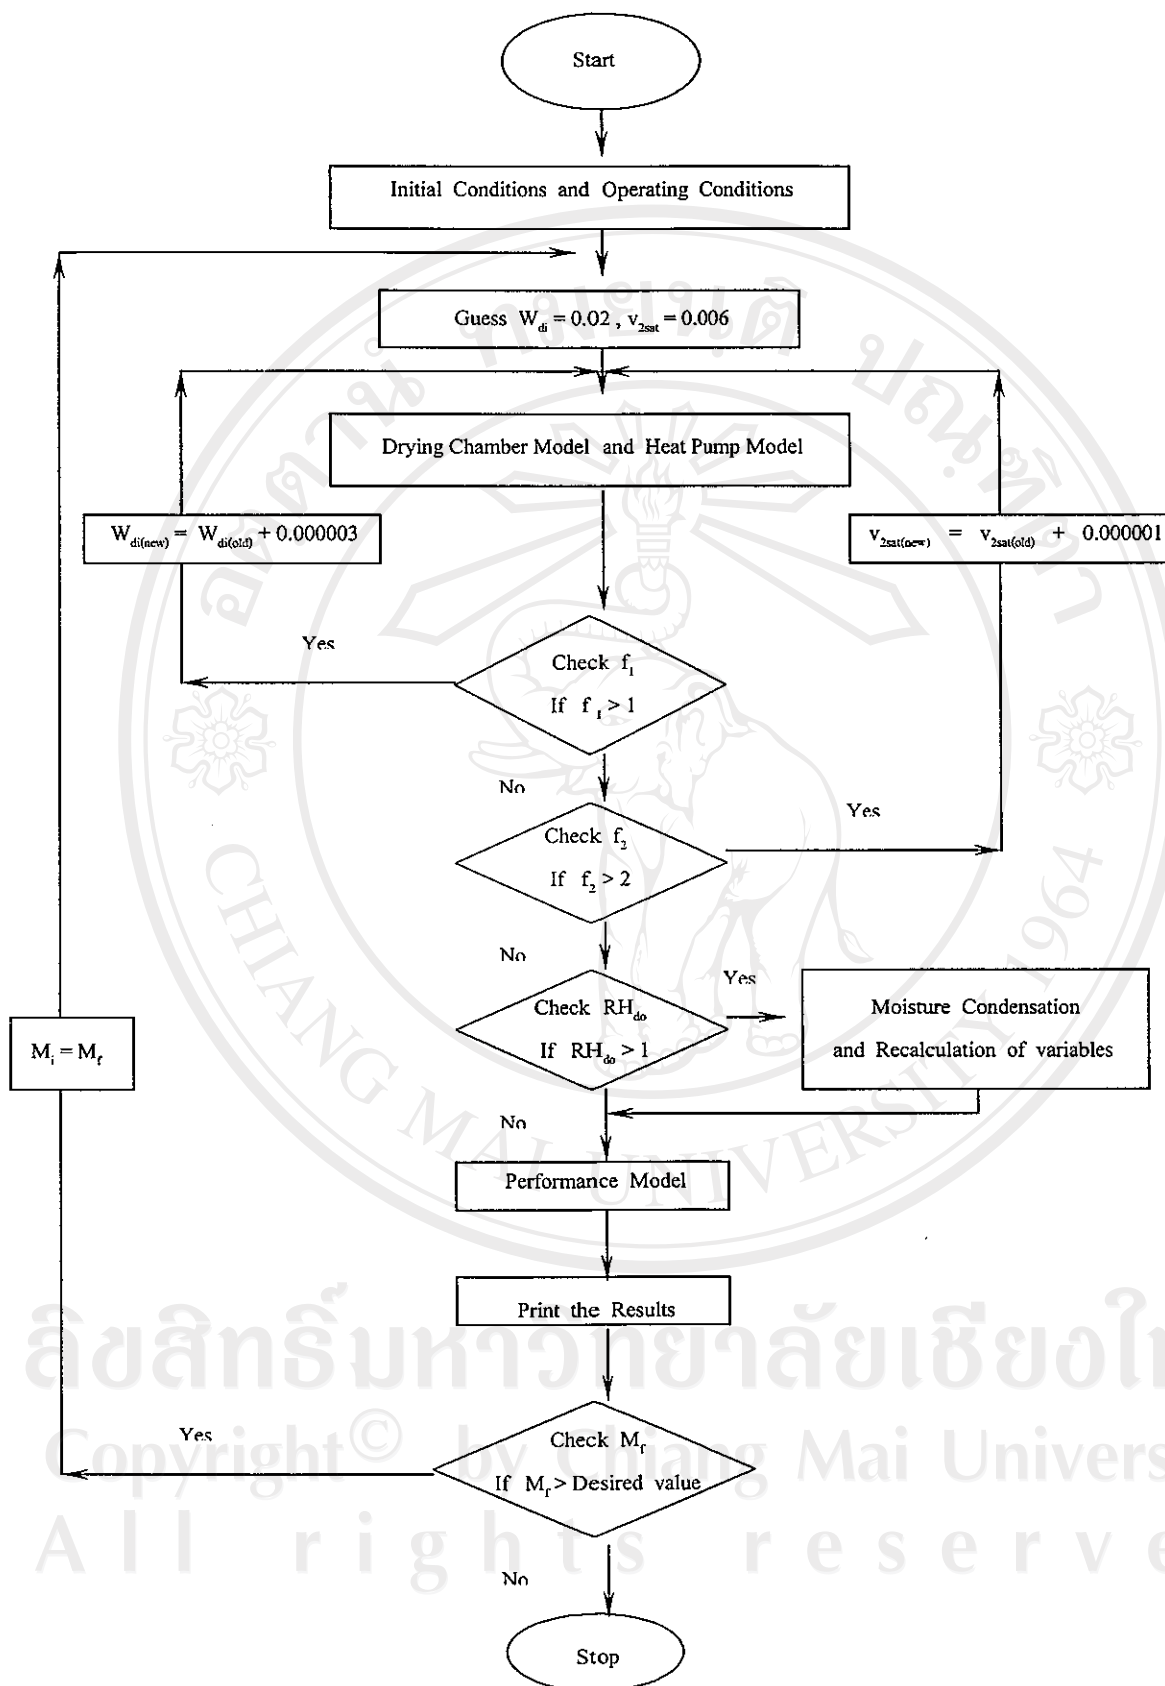 Start
Initial Conditions and Operating Conditions
Guess W_di = 0.02 , v_2sat = 0.006
Drying Chamber Model and Heat Pump Model
W_di(new) = W_di(old) + 0.000003
v_2sat(new) = v_2sat(old) + 0.000001
Yes
Check f_1
If f_1 > 1
No
Yes
Check f_2
If f_2 > 2
No
Yes
Check RH_do
If RH_do > 1
Moisture Condensation
and Recalculation of variables
M_i = M_f
No
Performance Model
Print the Results
Yes
Check M_f
If M_f > Desired value
No
Stop
CHIANG MAI UNIVERSITY 1964
ลิขสิทธิ์มหาวิทยาลัยเชียงให
Copyright© by Chiang Mai Univers
All rights reserve